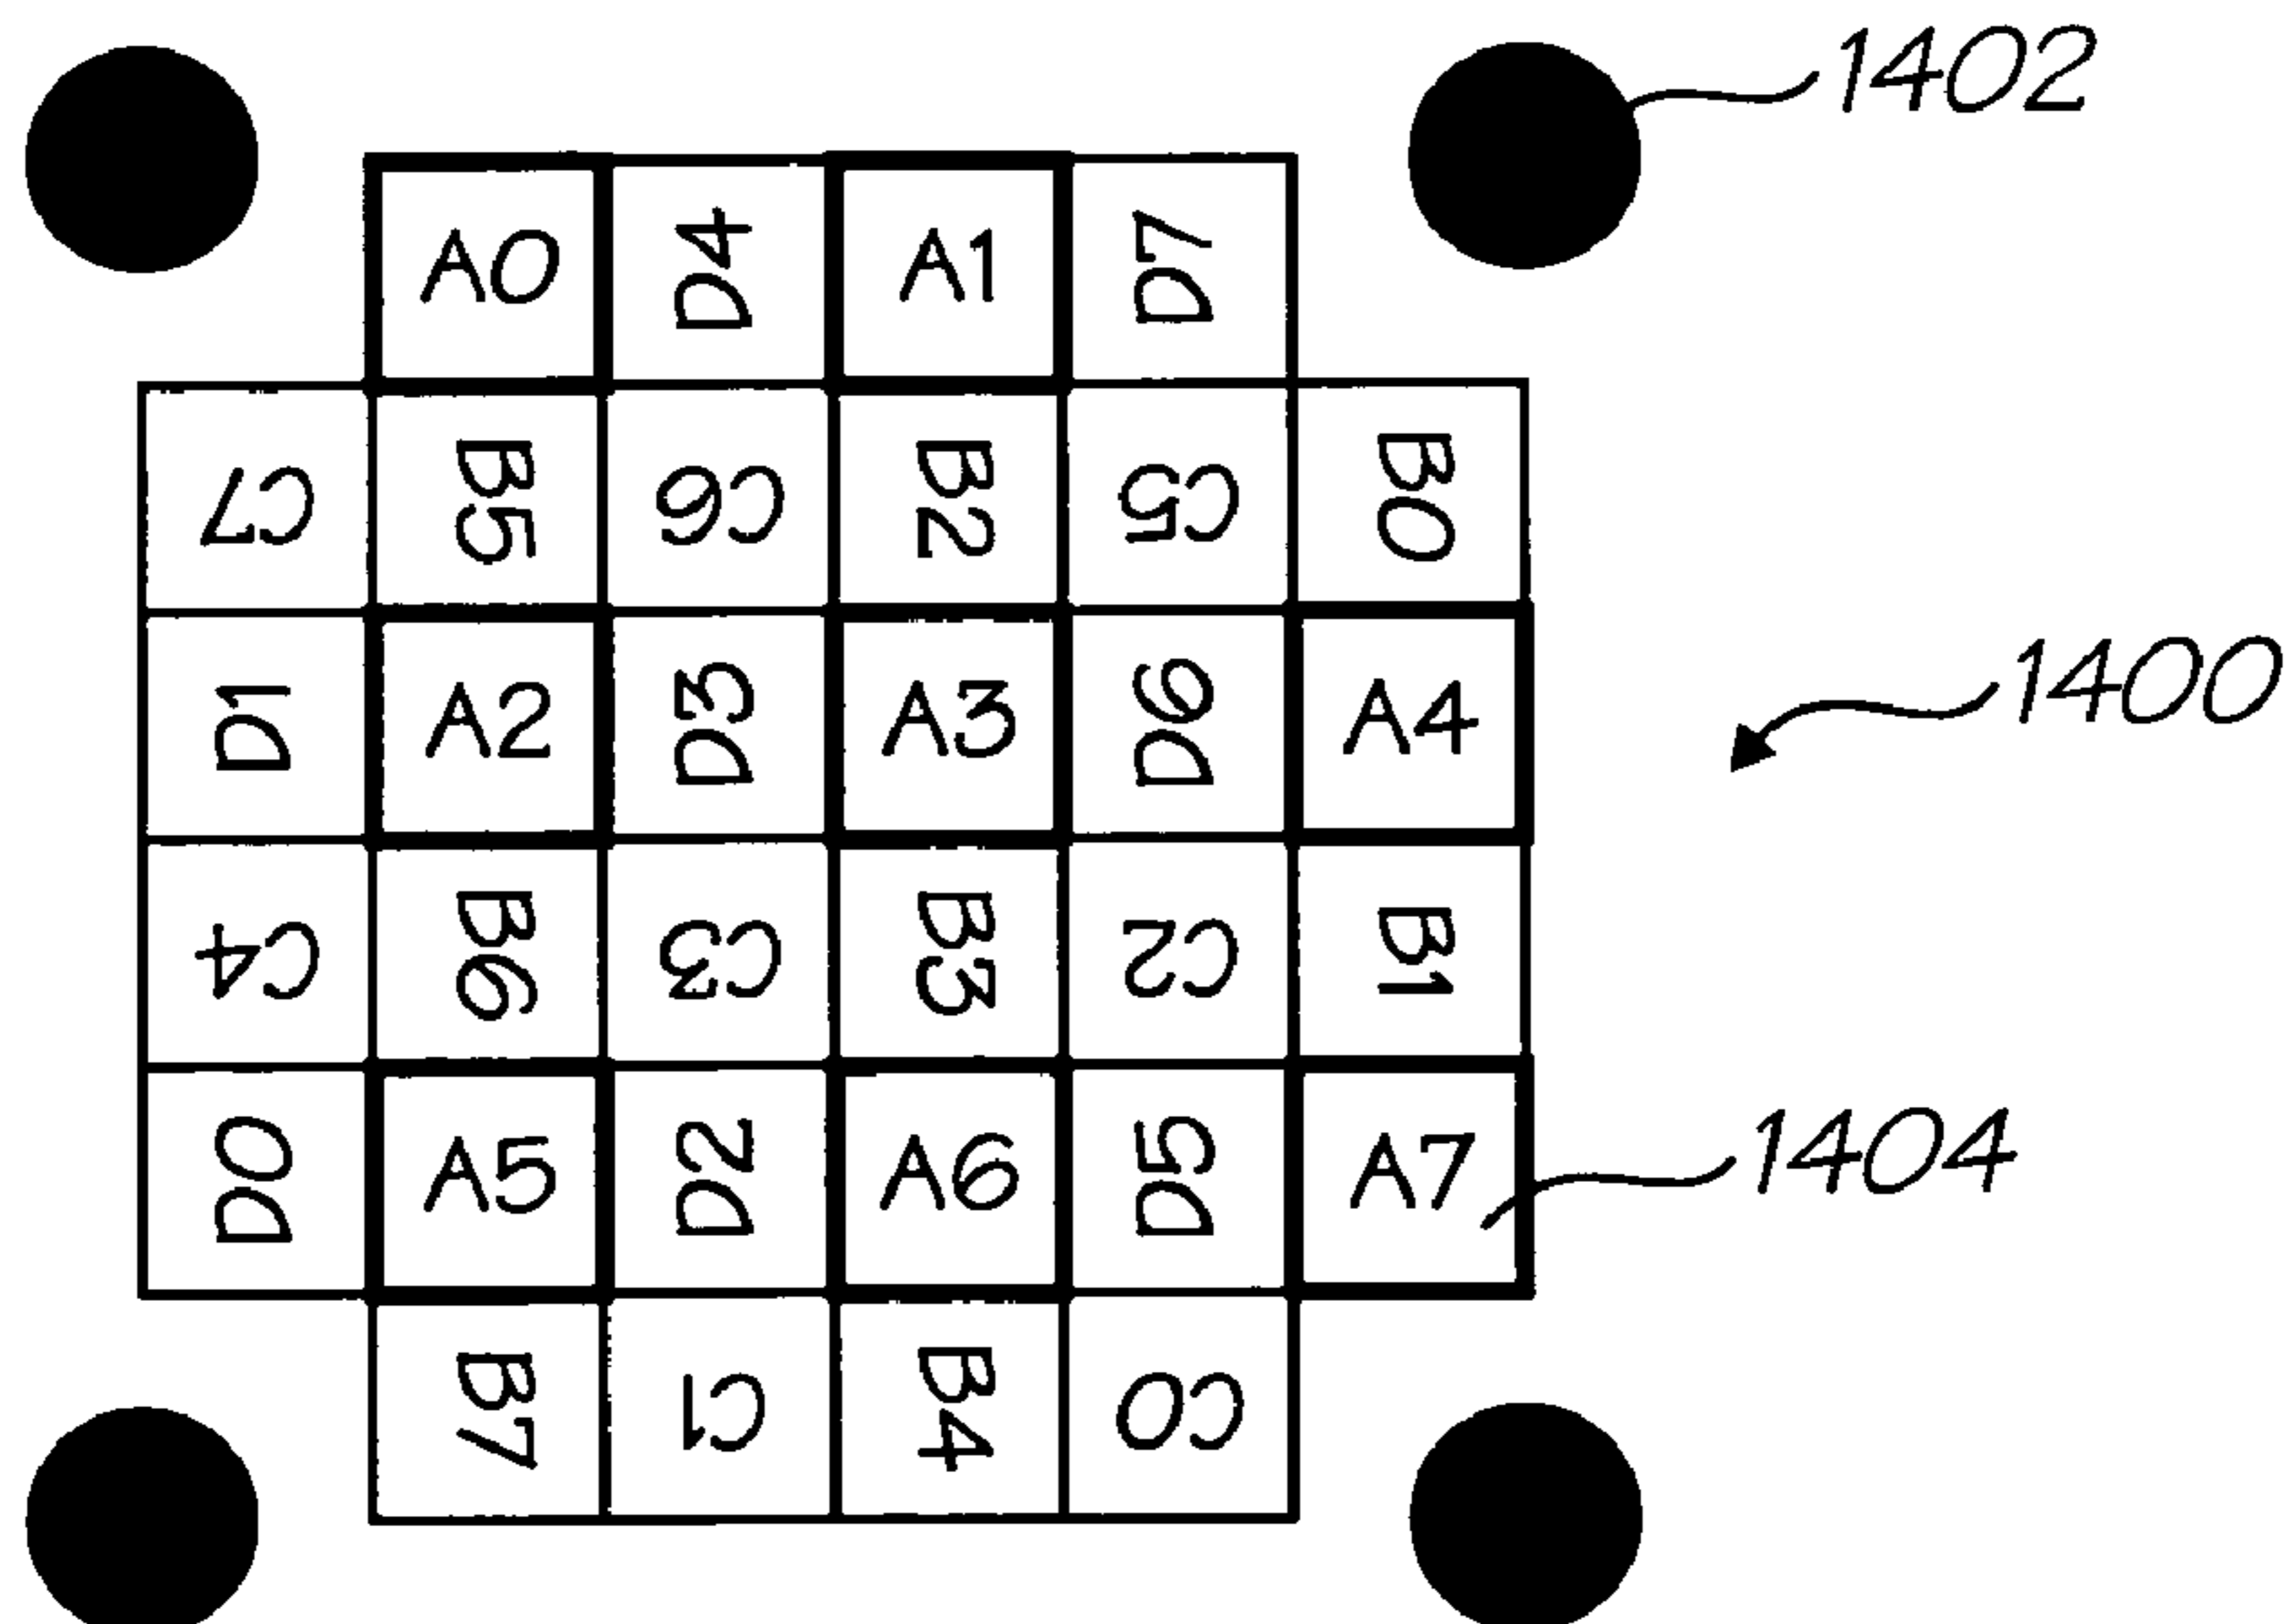 1402
A0 D4 A1 D7
C7 B5 C6 B2 C5 B0
D1 A2 D3 A3 D6 A4
1400
C4 B6 C3 B3 C2 B1
D0 A5 D2 A6 D5 A7
1404
B7 C1 B4 C0